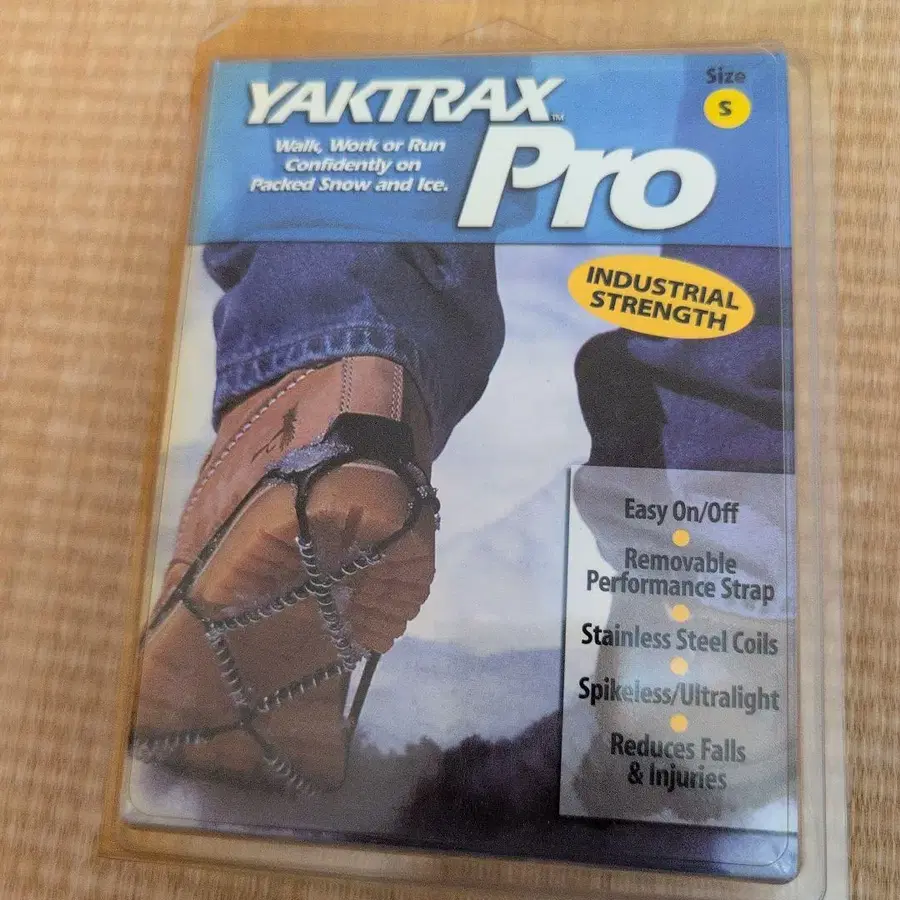 YAKTRAX™
Size
S
Walk, Work or Run
Confidently on
Packed Snow and Ice.
Pro
INDUSTRIAL
STRENGTH
Easy On/Off
Removable
Performance Strap
Stainless Steel Coils
Spikeless/Ultralight
Reduces Falls
& Injuries